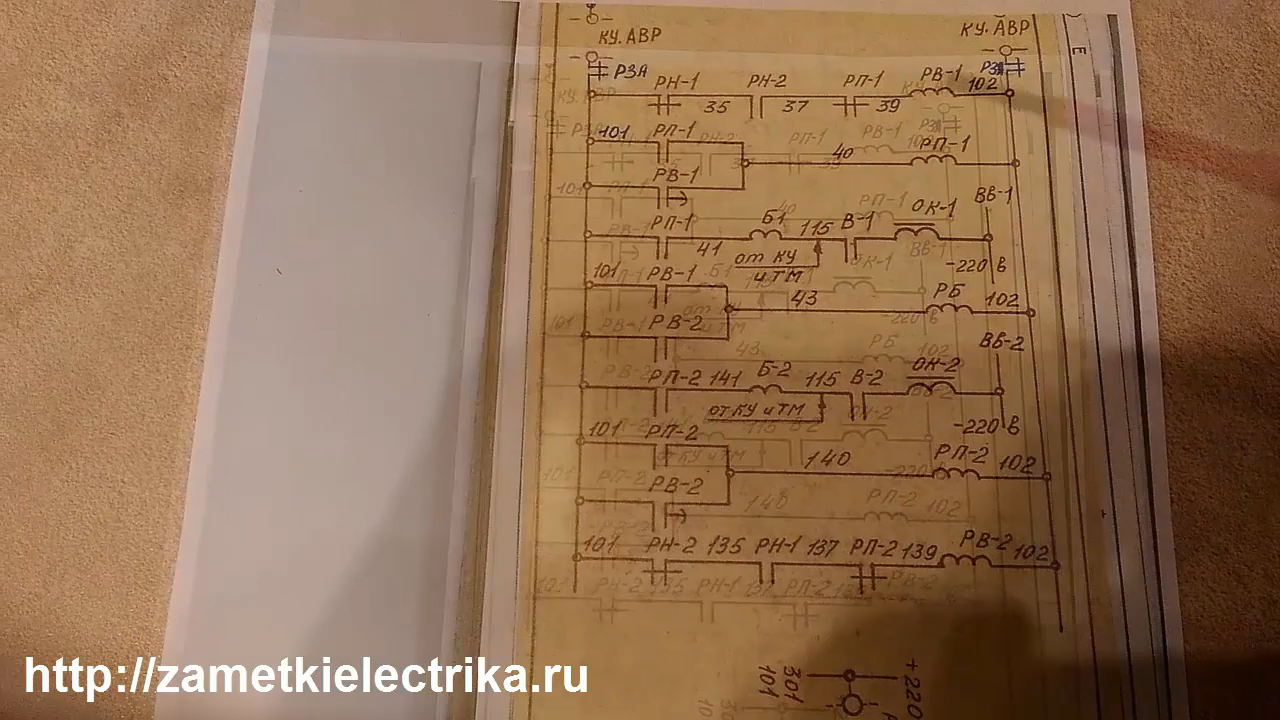 КУ. АВР КУ. АВР
РЗА РЗА
РН-1 РН-2 РП-1 РВ-1 102
35 37 39
101 РП-1 40 РП-1
РВ-1
РП-1 Б1 115 В-1 ОК-1 ВВ-1
41 от КУ и ТМ -220 в
101 РВ-1 43 РБ 102
РВ-2
РП-2 141 Б-2 115 В-2 ОК-2 ВБ-2
от КУ и ТМ -220 в
101 РП-2 140 РП-2 102
РВ-2
101 РН-2 135 РН-1 137 РП-2 139 РВ-2 102
301
101
+220
http://zametkielectrika.ru